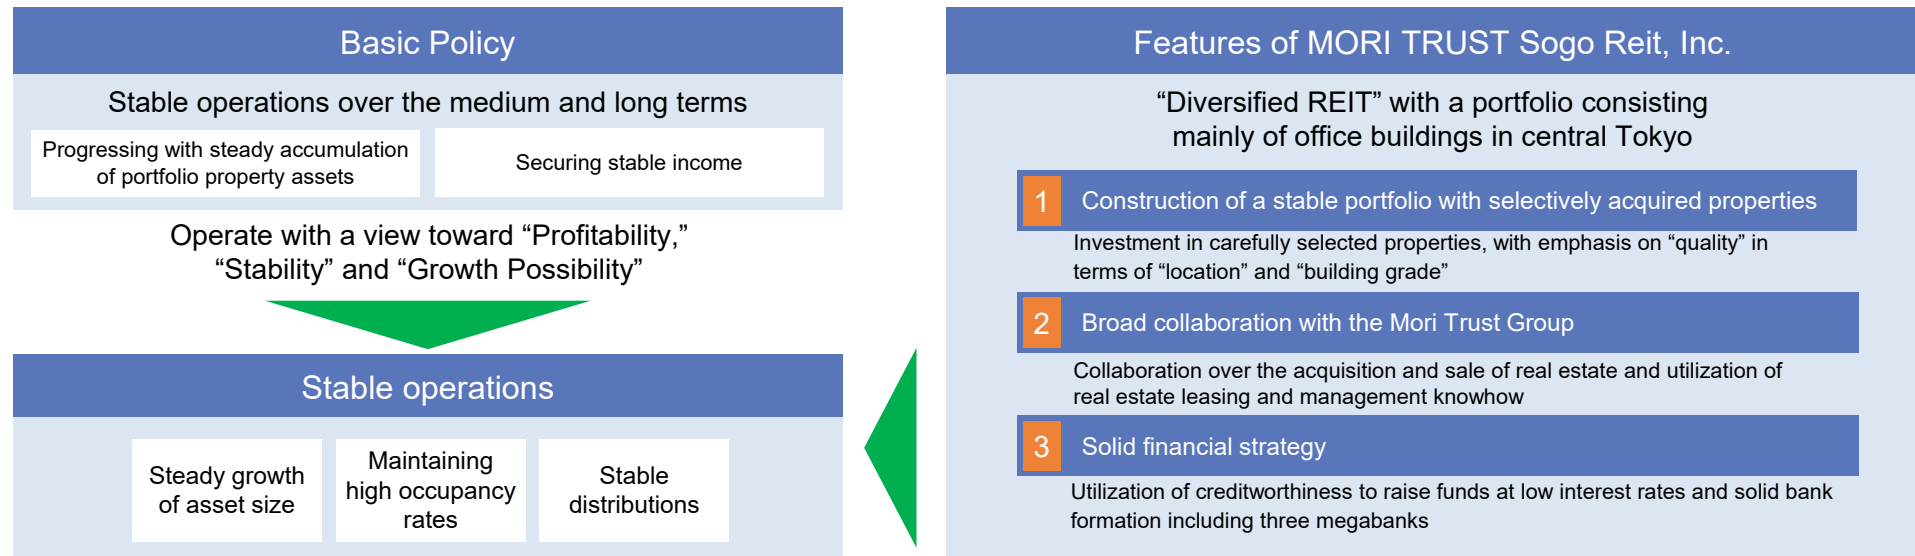 Basic Policy
Stable operations over the medium and long terms
Progressing with steady accumulation
of portfolio property assets
Securing stable income
Operate with a view toward “Profitability,”
“Stability” and “Growth Possibility”
Stable operations
Steady growth
of asset size
Maintaining
high occupancy
rates
Stable
distributions
Features of MORI TRUST Sogo Reit, Inc.
“Diversified REIT” with a portfolio consisting
mainly of office buildings in central Tokyo
1 Construction of a stable portfolio with selectively acquired properties
Investment in carefully selected properties, with emphasis on “quality” in
terms of “location” and “building grade”
2 Broad collaboration with the Mori Trust Group
Collaboration over the acquisition and sale of real estate and utilization of
real estate leasing and management knowhow
3 Solid financial strategy
Utilization of creditworthiness to raise funds at low interest rates and solid bank
formation including three megabanks